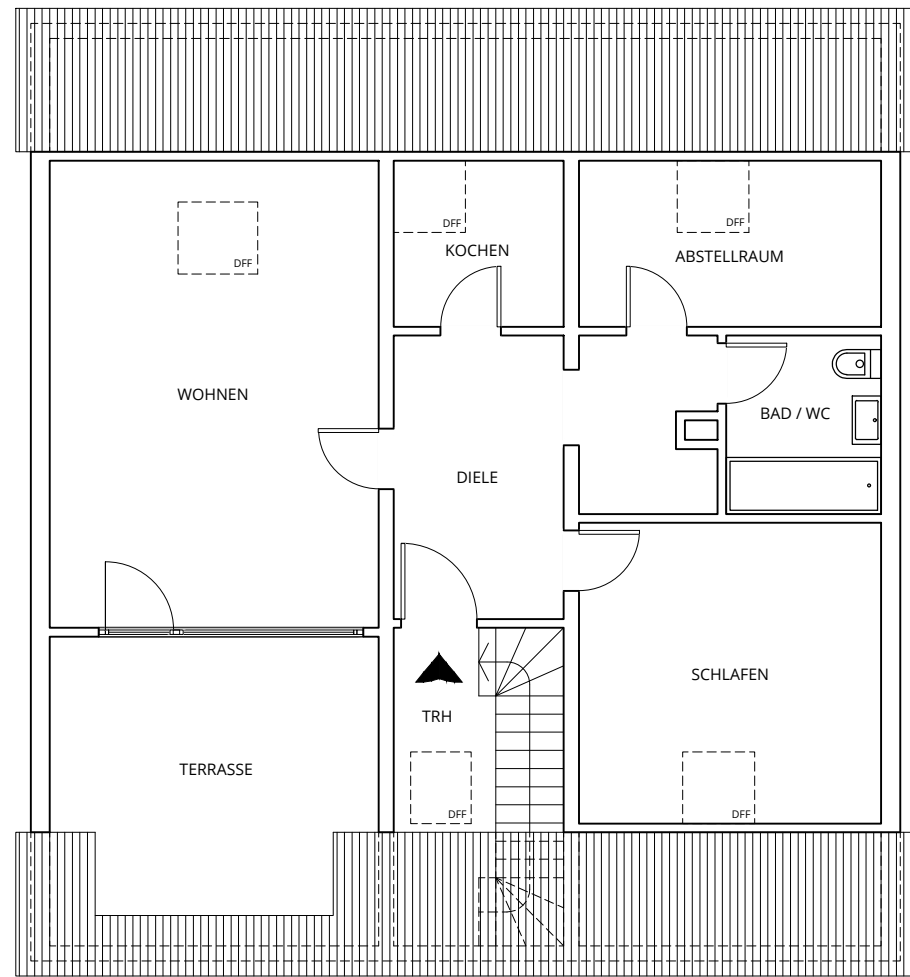 DFF
KOCHEN
DFF
ABSTELLRAUM
DFF
WOHNEN
BAD / WC
DIELE
SCHLAFEN
TRH
TERRASSE
DFF
DFF